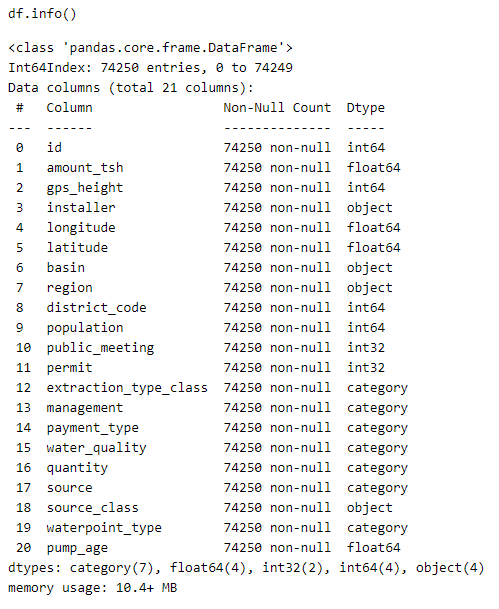 df.info()
<class 'pandas.core.frame.DataFrame'>
Int64Index: 74250 entries, 0 to 74249
Data columns (total 21 columns):
 #   Column                 Non-Null Count  Dtype
---  ------                 --------------  -----
 0   id                     74250 non-null  int64
 1   amount_tsh             74250 non-null  float64
 2   gps_height             74250 non-null  int64
 3   installer              74250 non-null  object
 4   longitude              74250 non-null  float64
 5   latitude               74250 non-null  float64
 6   basin                  74250 non-null  object
 7   region                 74250 non-null  object
 8   district_code          74250 non-null  int64
 9   population             74250 non-null  int64
 10  public_meeting         74250 non-null  int32
 11  permit                 74250 non-null  int32
 12  extraction_type_class  74250 non-null  category
 13  management             74250 non-null  category
 14  payment_type           74250 non-null  category
 15  water_quality          74250 non-null  category
 16  quantity               74250 non-null  category
 17  source                 74250 non-null  category
 18  source_class           74250 non-null  object
 19  waterpoint_type        74250 non-null  category
 20  pump_age               74250 non-null  float64
dtypes: category(7), float64(4), int32(2), int64(4), object(4)
memory usage: 10.4+ MB